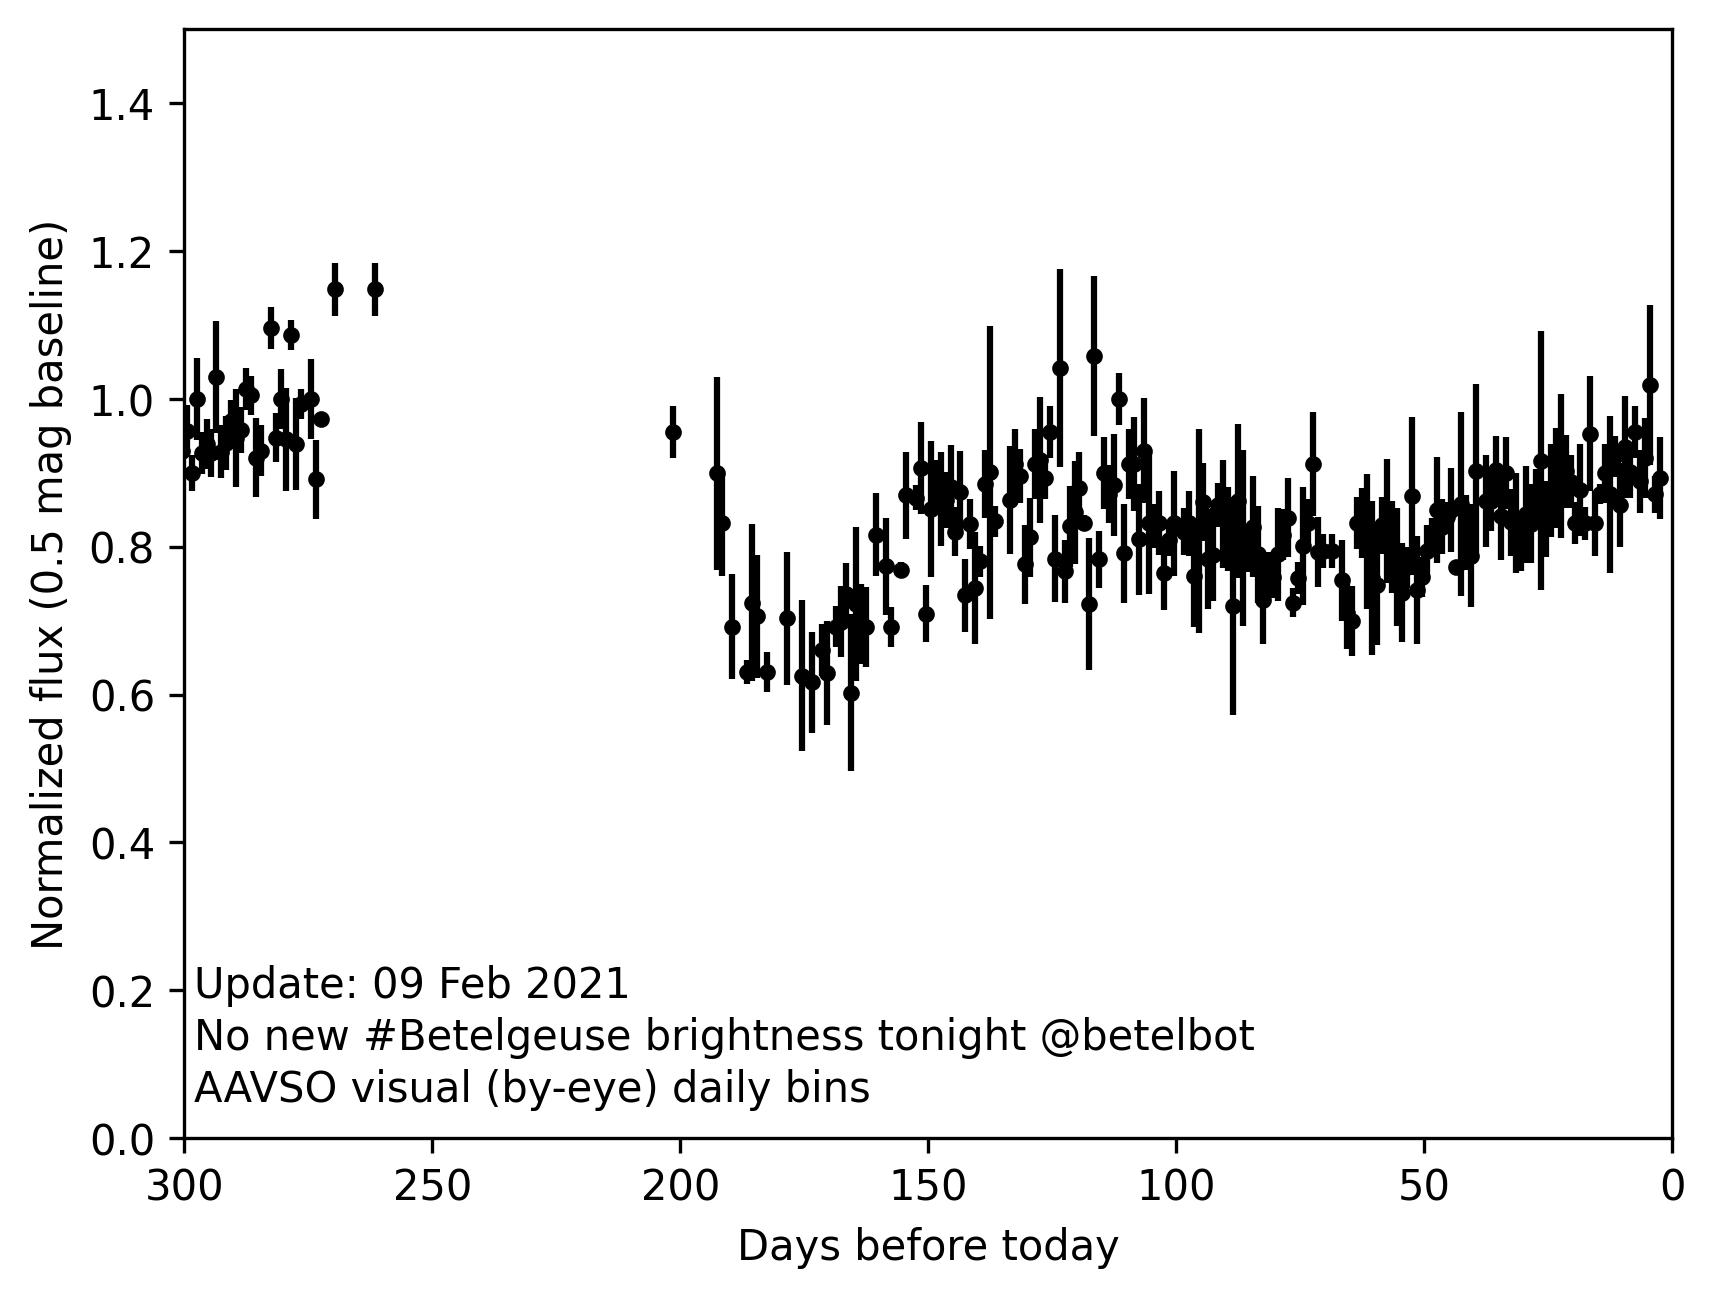 1.4
1.2
1.0
0.8
0.6
0.4
0.2
0.0
Normalized flux (0.5 mag baseline)
Update: 09 Feb 2021
No new #Betelgeuse brightness tonight @betelbot
AAVSO visual (by-eye) daily bins
300 250 200 150 100 50 0
Days before today